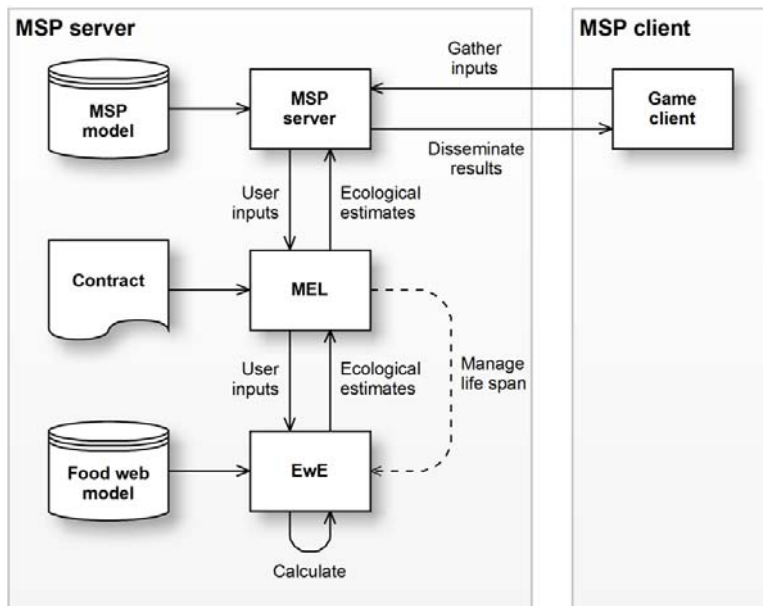 MSP server
MSP client
Gather
inputs
MSP
model
MSP
server
Game
client
Disseminate
results
User
inputs
Ecological
estimates
Contract
MEL
User
inputs
Ecological
estimates
Manage
life span
Food web
model
EwE
Calculate